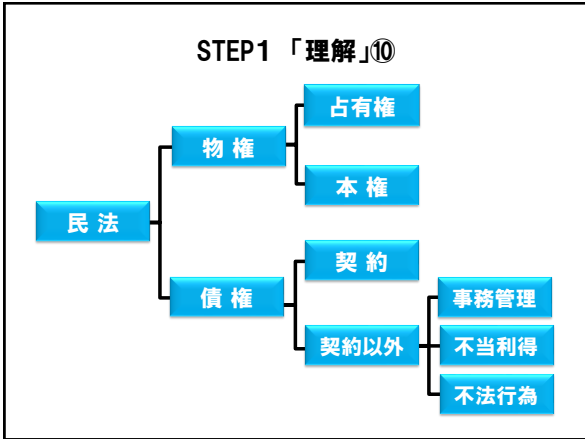 STEP1 「理解」⑩
民法
物権
占有権
本権
債権
契約
契約以外
事務管理
不当利得
不法行為